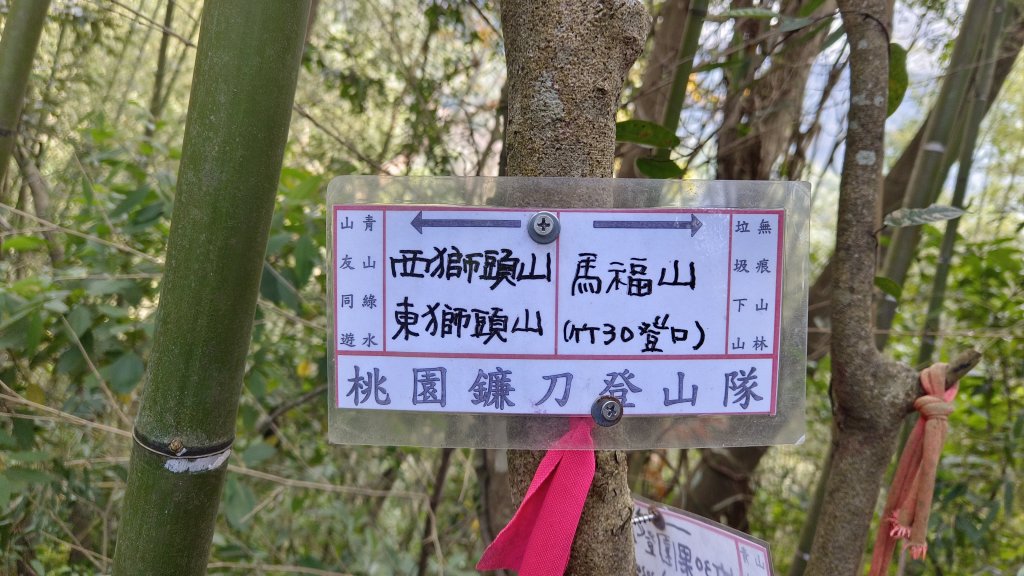 青山綠水
山友同遊
← →
西獅頭山
東獅頭山
馬福山
(竹30登山口)
無痕山林
垃圾下山
桃園鐮刀登山隊